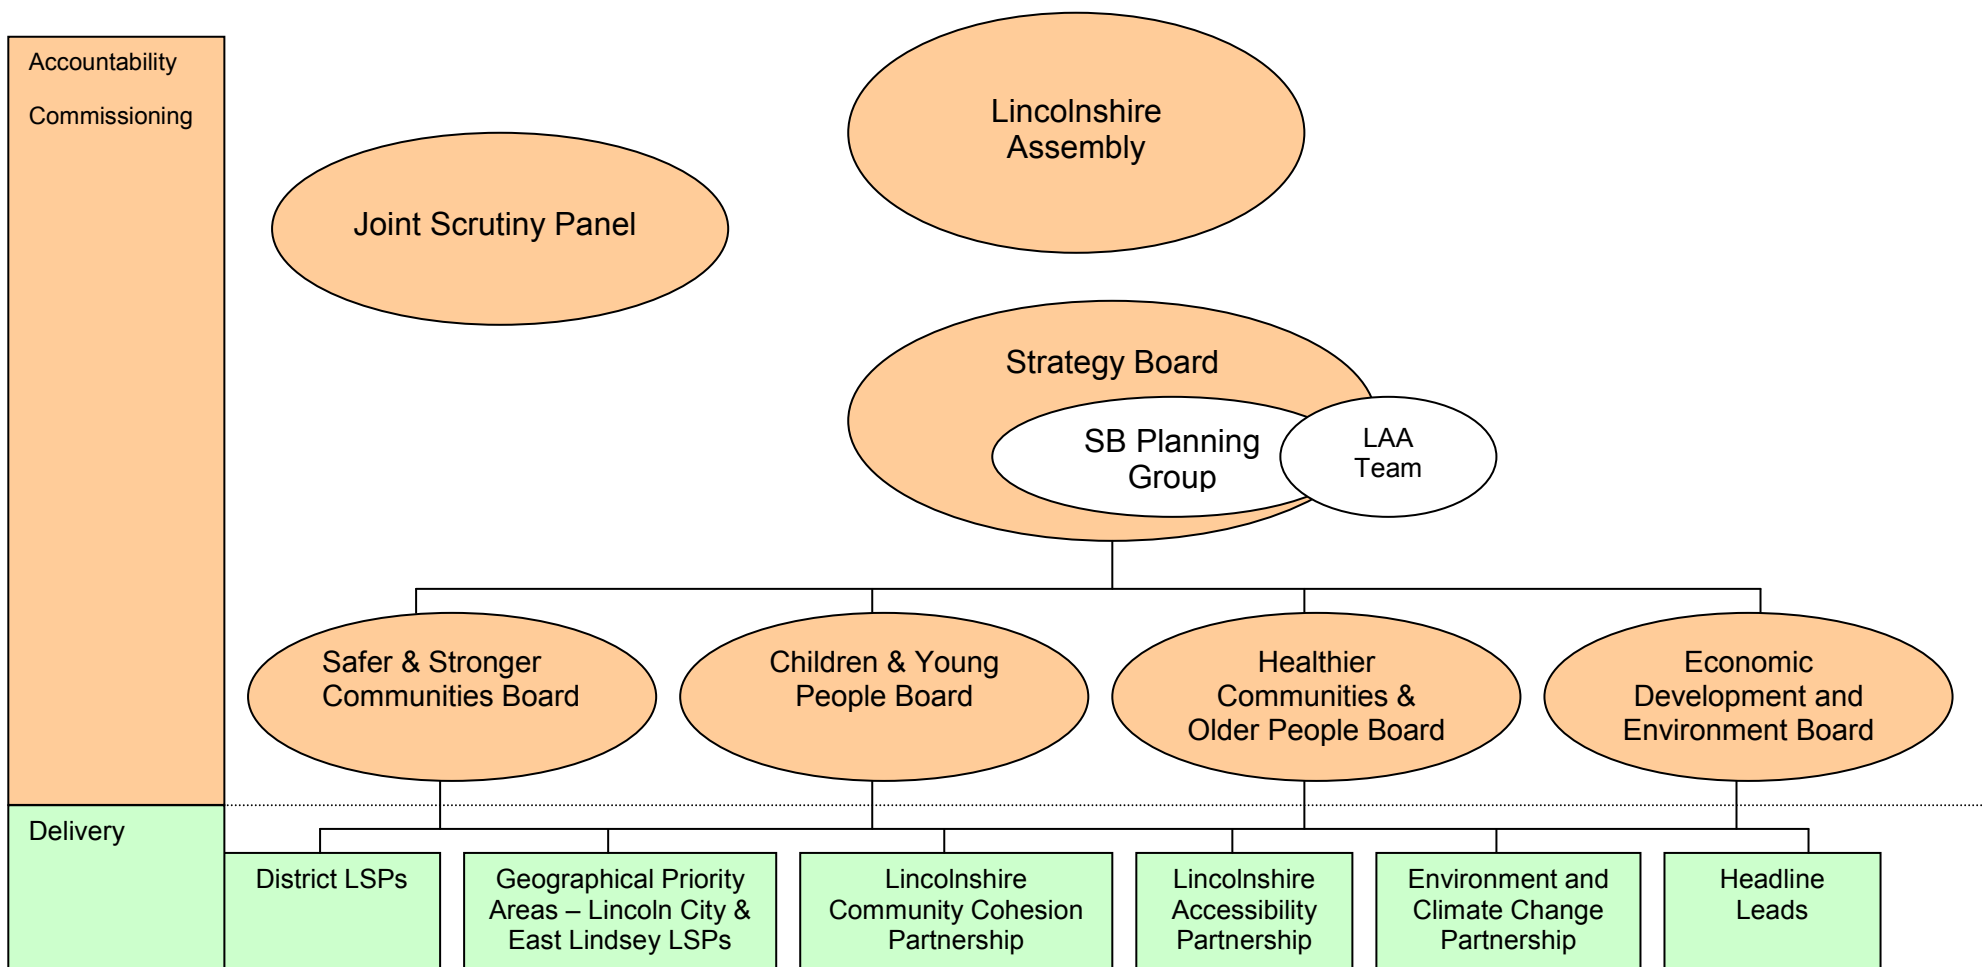 Accountability
Commissioning
Lincolnshire
Assembly
Joint Scrutiny Panel
Strategy Board
SB Planning
Group
LAA
Team
Safer & Stronger
Communities Board
Children & Young
People Board
Healthier
Communities &
Older People Board
Economic
Development and
Environment Board
Delivery
District LSPs
Geographical Priority
Areas – Lincoln City &
East Lindsey LSPs
Lincolnshire
Community Cohesion
Partnership
Lincolnshire
Accessibility
Partnership
Environment and
Climate Change
Partnership
Headline
Leads